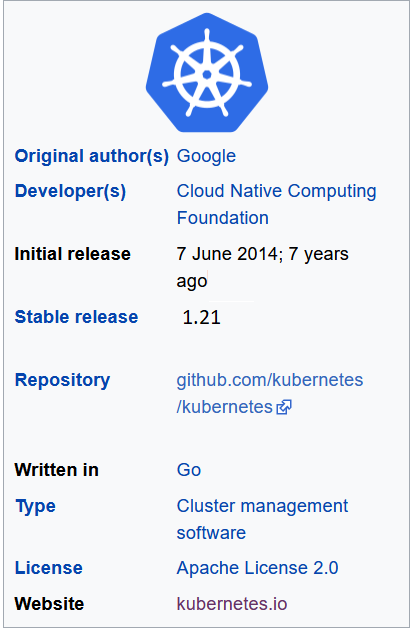 Original author(s) Google
Developer(s) Cloud Native Computing
Foundation
Initial release 7 June 2014; 7 years
ago
Stable release 1.21
Repository github.com/kubernetes
/kubernetes
Written in Go
Type Cluster management
software
License Apache License 2.0
Website kubernetes.io